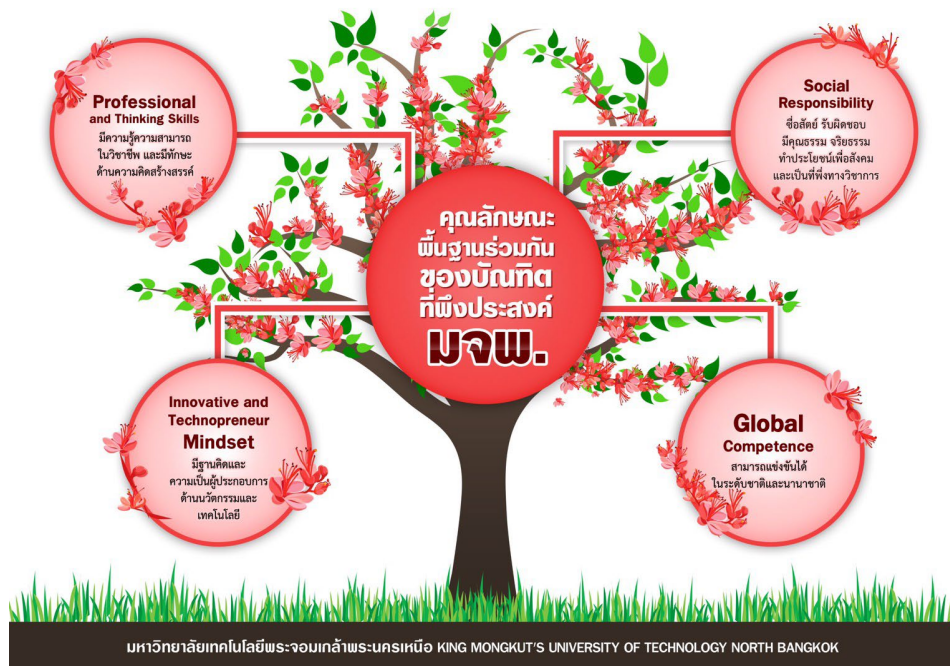 Professional
and Thinking Skills
มีความรู้ความสามารถ
ในวิชาชีพ และมีทักษะ
ด้านความคิดสร้างสรรค์
Social
Responsibility
ซื่อสัตย์ รับผิดชอบ
มีคุณธรรม จริยธรรม
ทำประโยชน์เพื่อสังคม
และเป็นที่พึ่งทางวิชาการ
คุณลักษณะ
พื้นฐานร่วมกัน
ของบัณฑิต
ที่พึงประสงค์
มจพ.
Innovative and
Technopreneur
Mindset
มีฐานคิดและ
ความเป็นผู้ประกอบการ
ด้านนวัตกรรมและ
เทคโนโลยี
Global
Competence
สามารถแข่งขันได้
ในระดับชาติและนานาชาติ
มหาวิทยาลัยเทคโนโลยีพระจอมเกล้าพระนครเหนือ KING MONGKUT'S UNIVERSITY OF TECHNOLOGY NORTH BANGKOK